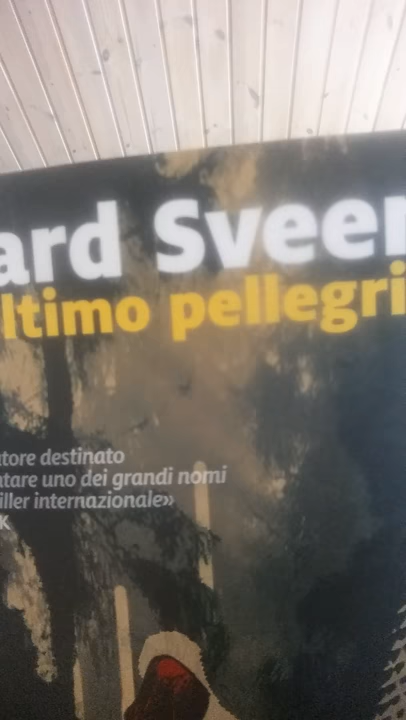 ard Sveen
ltimo pellegri
tore destinato
tare uno dei grandi nomi
iller internazionale»
K